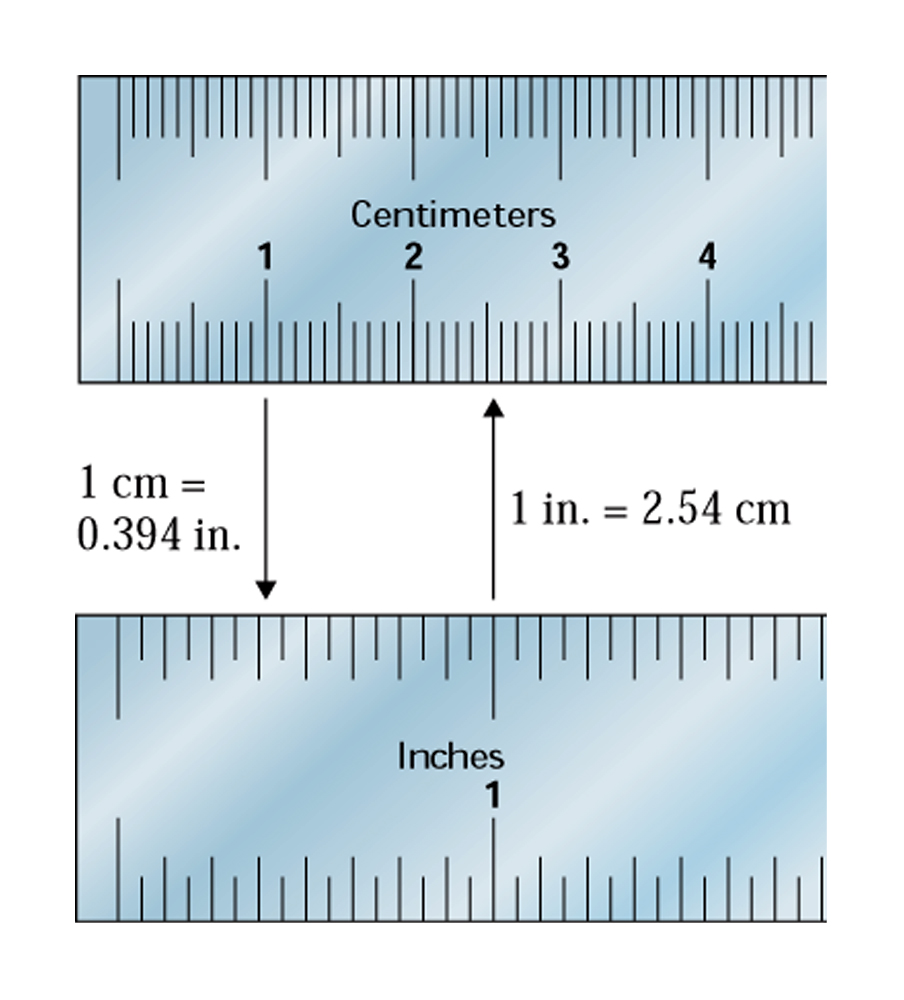 Centimeters
1 2 3 4
1 cm =
0.394 in.
1 in. = 2.54 cm
Inches
1